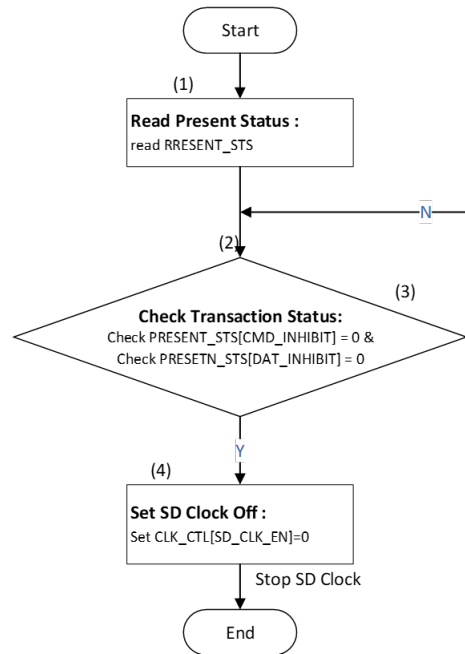 Start
(1)
Read Present Status :
read RRESENT_STS
N
(2)
(3)
Check Transaction Status:
Check PRESENT_STS[CMD_INHIBIT] = 0 &
Check PRESETN_STS[DAT_INHIBIT] = 0
Y
(4)
Set SD Clock Off :
Set CLK_CTL[SD_CLK_EN]=0
Stop SD Clock
End